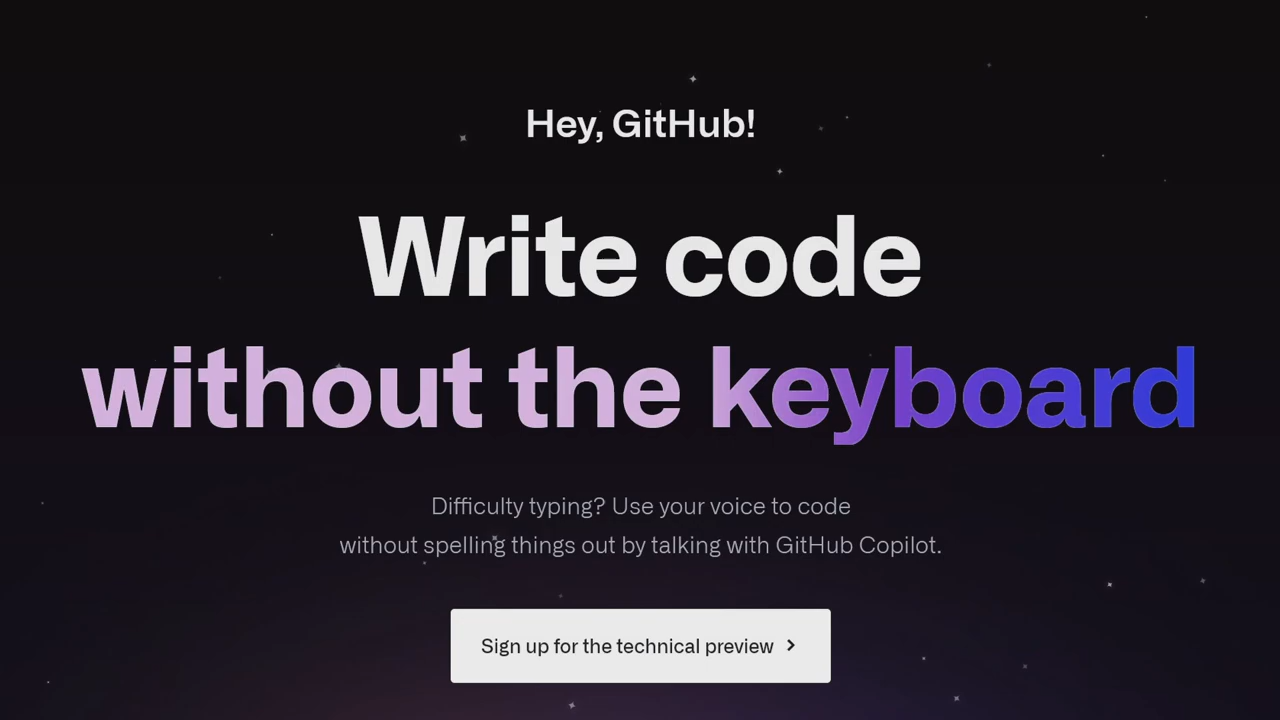 Hey, GitHub!
Write code
without the keyboard
Difficulty typing? Use your voice to code
without spelling things out by talking with GitHub Copilot.
Sign up for the technical preview